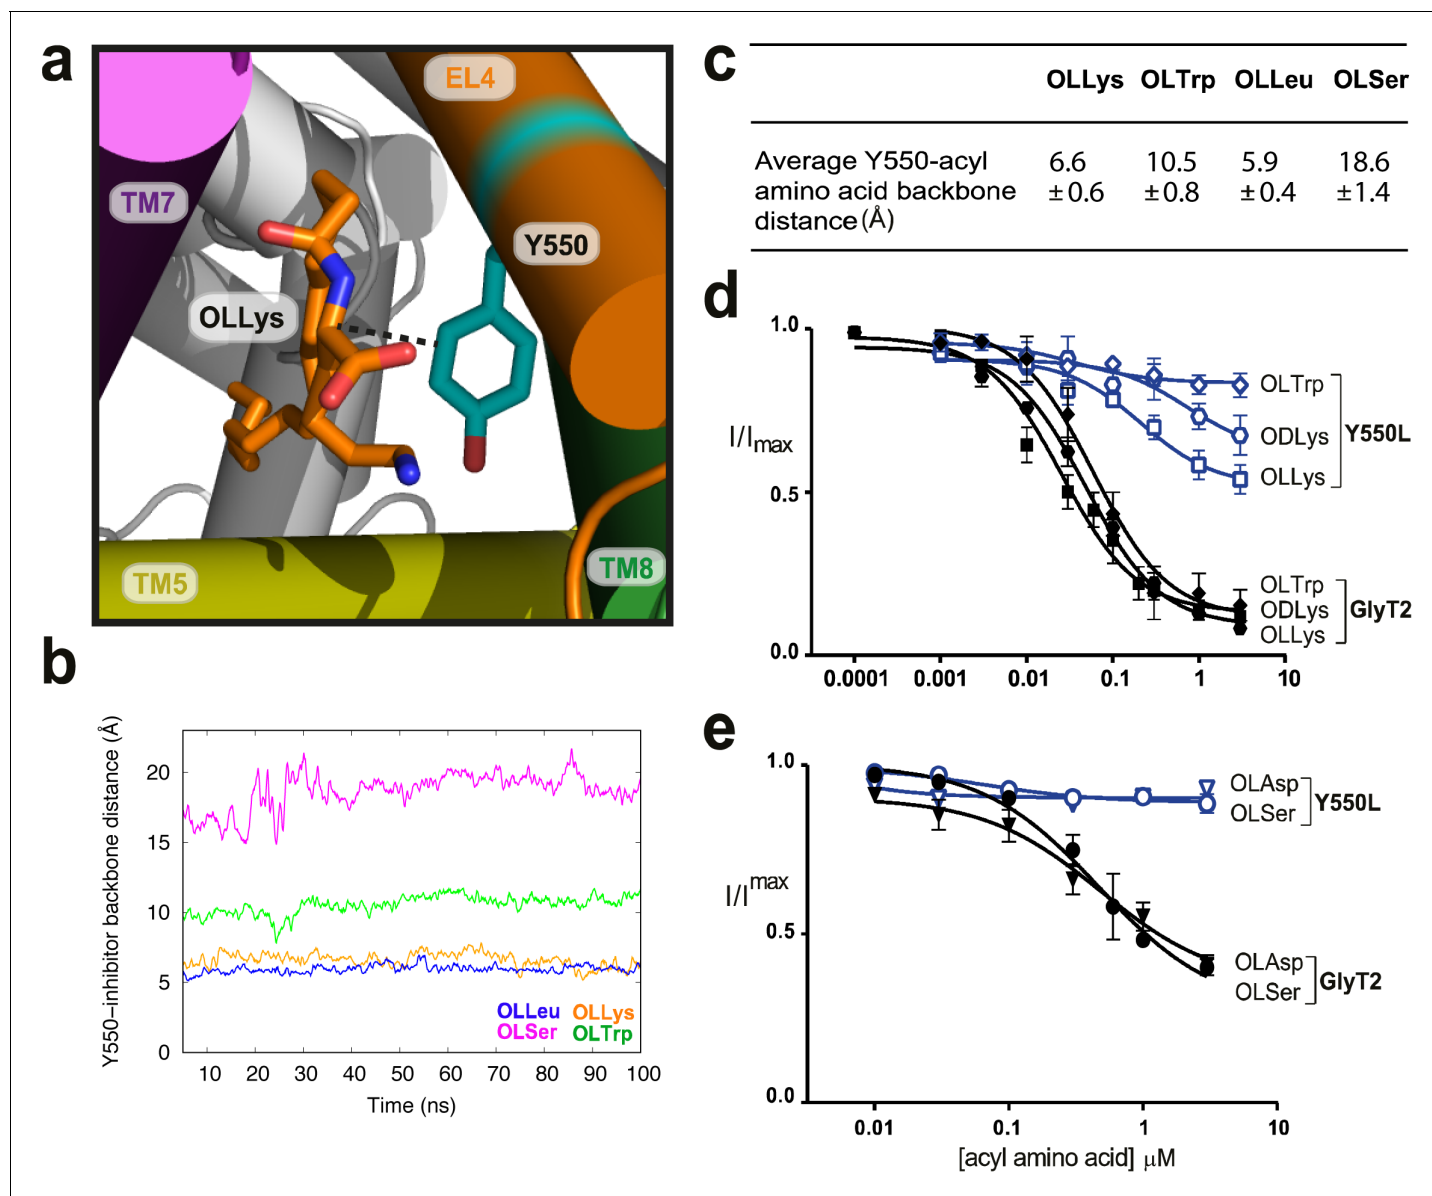 a
EL4
TM7
Y550
OLLys
TM5
TM8
b
Y550–inhibitor backbone distance (Å)
20
15
10
5
0
OLLeu OLLys
OLSer OLTrp
10 20 30 40 50 60 70 80 90 100
Time (ns)
c
OLLys OLTrp OLLeu OLSer
Average Y550-acyl 6.6 10.5 5.9 18.6
amino acid backbone ±0.6 ±0.8 ±0.4 ±1.4
distance (Å)
d
1.0
I/Imax
0.5
0.0
OLTrp
ODLys
OLLys
Y550L
OLTrp
ODLys
OLLys
GlyT2
0.0001 0.001 0.01 0.1 1 10
e
1.0
I/Imax
0.5
0.0
OLAsp
OLSer
Y550L
OLAsp
OLSer
GlyT2
0.01 0.1 1 10
[acyl amino acid] μM